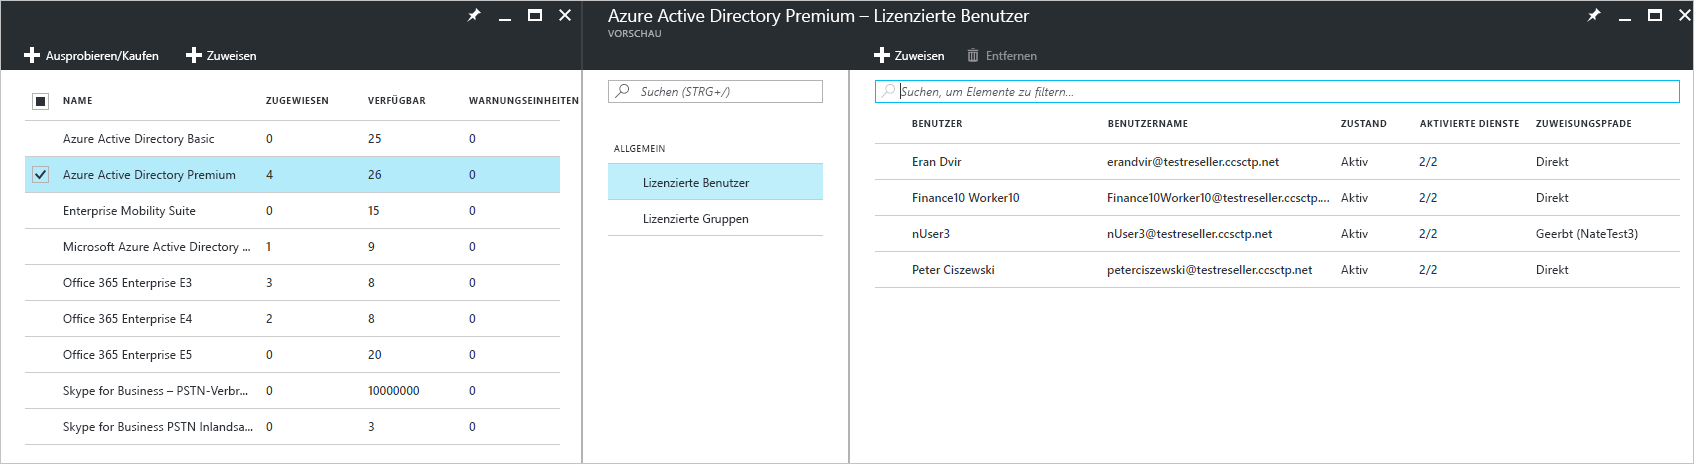 Ausprobieren/Kaufen Zuweisen
NAME ZUGEWIESEN VERFÜGBAR WARNUNGSEINHEITEN
Azure Active Directory Basic 0 25 0
Azure Active Directory Premium 4 26 0
Enterprise Mobility Suite 0 15 0
Microsoft Azure Active Directory ... 1 9 0
Office 365 Enterprise E3 3 8 0
Office 365 Enterprise E4 2 8 0
Office 365 Enterprise E5 0 20 0
Skype for Business – PSTN-Verbr... 0 10000000 0
Skype for Business PSTN Inlandsa... 0 3 0
Azure Active Directory Premium – Lizenzierte Benutzer
VORSCHAU
Suchen (STRG+/)
ALLGEMEIN
Lizenzierte Benutzer
Lizenzierte Gruppen
Zuweisen Entfernen
Suchen, um Elemente zu filtern...
BENUTZER BENUTZERNAME ZUSTAND AKTIVIERTE DIENSTE ZUWEISUNGSPFADE
Eran Dvir erandvir@testreseller.ccsctp.net Aktiv 2/2 Direkt
Finance10 Worker10 Finance10Worker10@testreseller.ccsctp.... Aktiv 2/2 Direkt
nUser3 nUser3@testreseller.ccsctp.net Aktiv 2/2 Geerbt (NateTest3)
Peter Ciszewski peterciszewski@testreseller.ccsctp.net Aktiv 2/2 Direkt